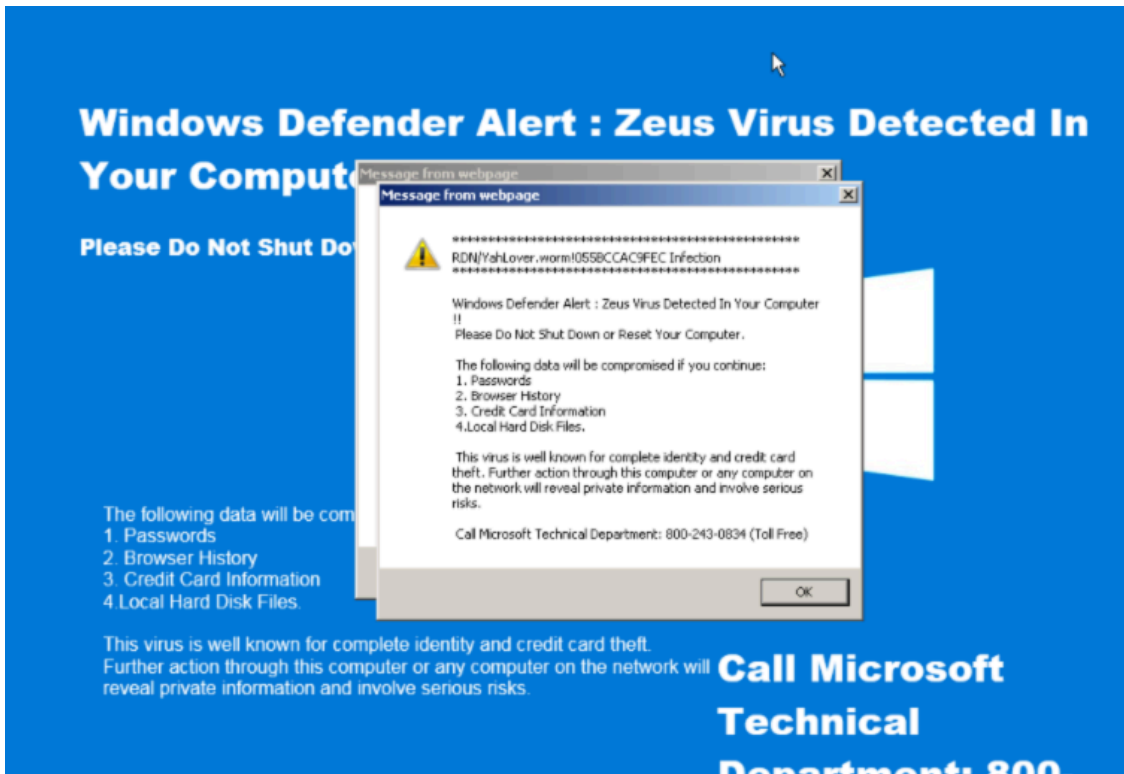 Windows Defender Alert : Zeus Virus Detected In
Your Compute
Please Do Not Shut Do
Message from webpage
Message from webpage
**************************************************
RDN/YahLover.worm!055BCCAC9FEC Infection
**************************************************
Windows Defender Alert : Zeus Virus Detected In Your Computer
!!
Please Do Not Shut Down or Reset Your Computer.
The following data will be compromised if you continue:
1. Passwords
2. Browser History
3. Credit Card Information
4.Local Hard Disk Files.
This virus is well known for complete identity and credit card
theft. Further action through this computer or any computer on
the network will reveal private information and involve serious
risks.
Call Microsoft Technical Department: 800-243-0834 (Toll Free)
OK
The following data will be com
1. Passwords
2. Browser History
3. Credit Card Information
4.Local Hard Disk Files.
This virus is well known for complete identity and credit card theft.
Further action through this computer or any computer on the network will
reveal private information and involve serious risks.
Call Microsoft
Technical
Department: 800